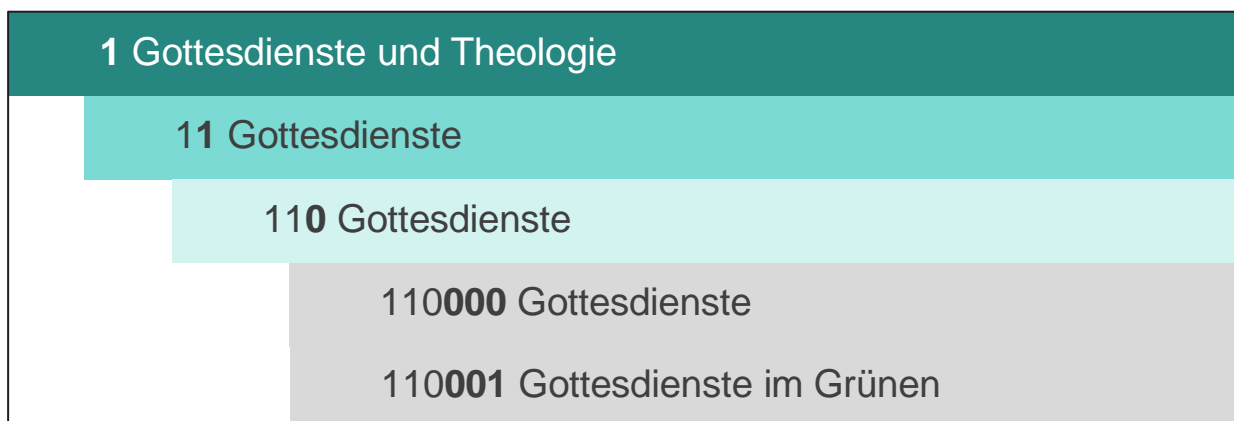 1 Gottesdienste und Theologie
11 Gottesdienste
110 Gottesdienste
110000 Gottesdienste
110001 Gottesdienste im Grünen